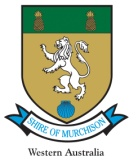 SHIRE OF MURCHISON
Western Australia